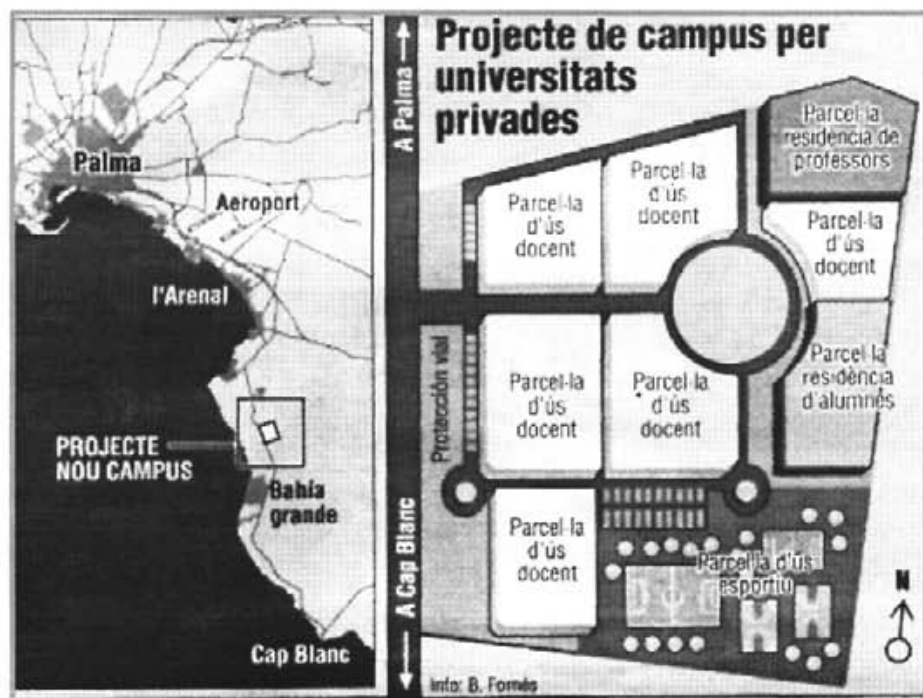 Projecte de campus per
universitats
privades
A Palma
A Cap Blanc
Palma
Aeroport
l'Arenal
PROJECTE
NOU CAMPUS
Bahía
grande
Cap Blanc
Parcel·la
residencia de
professors
Parcel·la
d'ús
docent
Parcel·la
d'ús
docent
Parcel·la
d'ús
docent
Protección vial
Parcel·la
d'ús
docent
Parcel·la
d'ús
docent
Parcel·la
residència
d'alumnes
Parcel·la
d'ús
docent
Parcel·la d'ús
esportiu
N
Info: B. Fornés